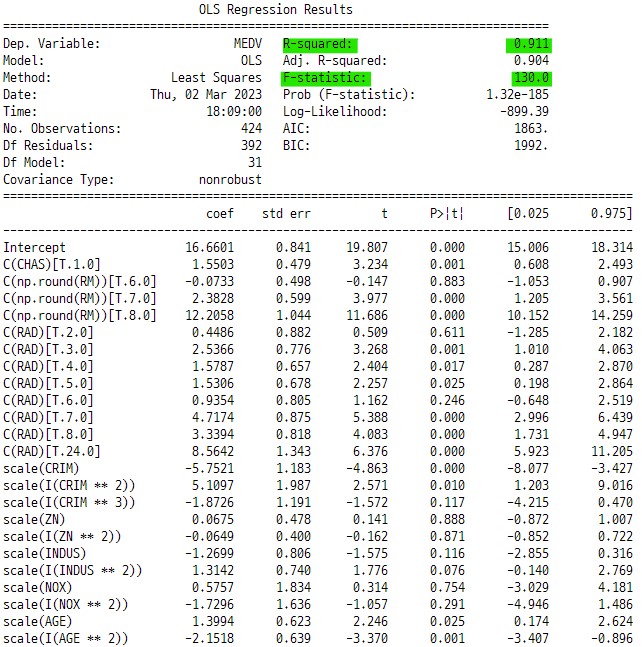 OLS Regression Results
==============================================================================
Dep. Variable: MEDV R-squared: 0.911
Model: OLS Adj. R-squared: 0.904
Method: Least Squares F-statistic: 130.0
Date: Thu, 02 Mar 2023 Prob (F-statistic): 1.32e-185
Time: 18:09:00 Log-Likelihood: -899.39
No. Observations: 424 AIC: 1863.
Df Residuals: 392 BIC: 1992.
Df Model: 31
Covariance Type: nonrobust
==========================================================================================
coef std err t P>|t| [0.025 0.975]
------------------------------------------------------------------------------------------
Intercept 16.6601 0.841 19.807 0.000 15.006 18.314
C(CHAS)[T.1.0] 1.5503 0.479 3.234 0.001 0.608 2.493
C(np.round(RM))[T.6.0] -0.0733 0.498 -0.147 0.883 -1.053 0.907
C(np.round(RM))[T.7.0] 2.3828 0.599 3.977 0.000 1.205 3.561
C(np.round(RM))[T.8.0] 12.2058 1.044 11.686 0.000 10.152 14.259
C(RAD)[T.2.0] 0.4486 0.882 0.509 0.611 -1.285 2.182
C(RAD)[T.3.0] 2.5366 0.776 3.268 0.001 1.010 4.063
C(RAD)[T.4.0] 1.5787 0.657 2.404 0.017 0.287 2.870
C(RAD)[T.5.0] 1.5306 0.678 2.257 0.025 0.198 2.864
C(RAD)[T.6.0] 0.9354 0.805 1.162 0.246 -0.648 2.519
C(RAD)[T.7.0] 4.7174 0.875 5.388 0.000 2.996 6.439
C(RAD)[T.8.0] 3.3394 0.818 4.083 0.000 1.731 4.947
C(RAD)[T.24.0] 8.5642 1.343 6.376 0.000 5.923 11.205
scale(CRIM) -5.7521 1.183 -4.863 0.000 -8.077 -3.427
scale(I(CRIM ** 2)) 5.1097 1.987 2.571 0.010 1.203 9.016
scale(I(CRIM ** 3)) -1.8726 1.191 -1.572 0.117 -4.215 0.470
scale(ZN) 0.0675 0.478 0.141 0.888 -0.872 1.007
scale(I(ZN ** 2)) -0.0649 0.400 -0.162 0.871 -0.852 0.722
scale(INDUS) -1.2699 0.806 -1.575 0.116 -2.855 0.316
scale(I(INDUS ** 2)) 1.3142 0.740 1.776 0.076 -0.140 2.769
scale(NOX) 0.5757 1.834 0.314 0.754 -3.029 4.181
scale(I(NOX ** 2)) -1.7296 1.636 -1.057 0.291 -4.946 1.486
scale(AGE) 1.3994 0.623 2.246 0.025 0.174 2.624
scale(I(AGE ** 2)) -2.1518 0.639 -3.370 0.001 -3.407 -0.896